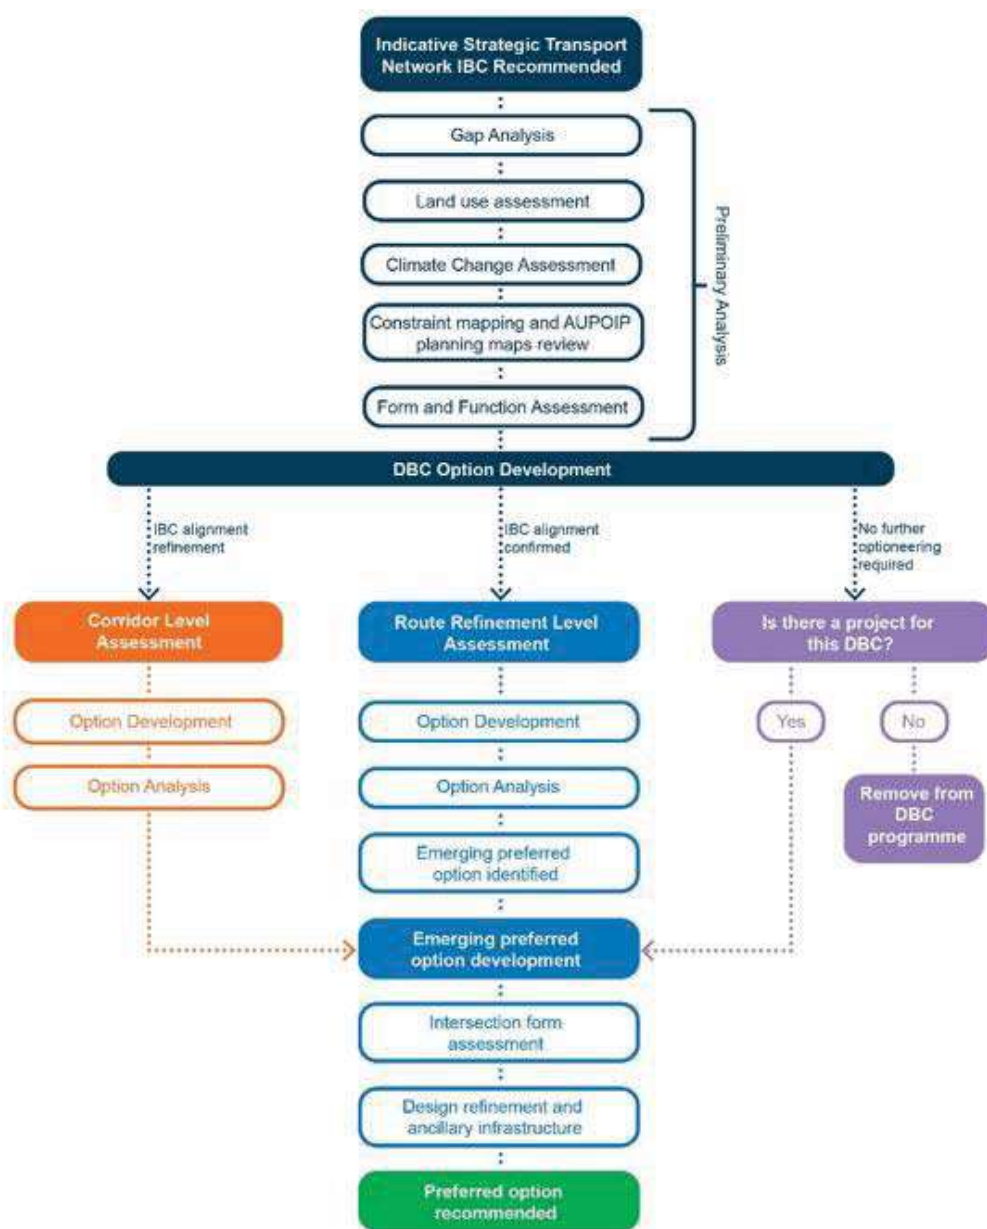 Indicative Strategic Transport
Network IBC Recommended
Gap Analysis
Land use assessment
Climate Change Assessment
Constraint mapping and AUPOIP
planning maps review
Form and Function Assessment
Preliminary Analysis
DBC Option Development
IBC alignment
refinement
IBC alignment
confirmed
No further
optioneering
required
Corridor Level
Assessment
Option Development
Option Analysis
Route Refinement Level
Assessment
Option Development
Option Analysis
Emerging preferred
option identified
Is there a project for
this DBC?
Yes
No
Remove from
DBC
programme
Emerging preferred
option development
Intersection form
assessment
Design refinement and
ancillary infrastructure
Preferred option
recommended